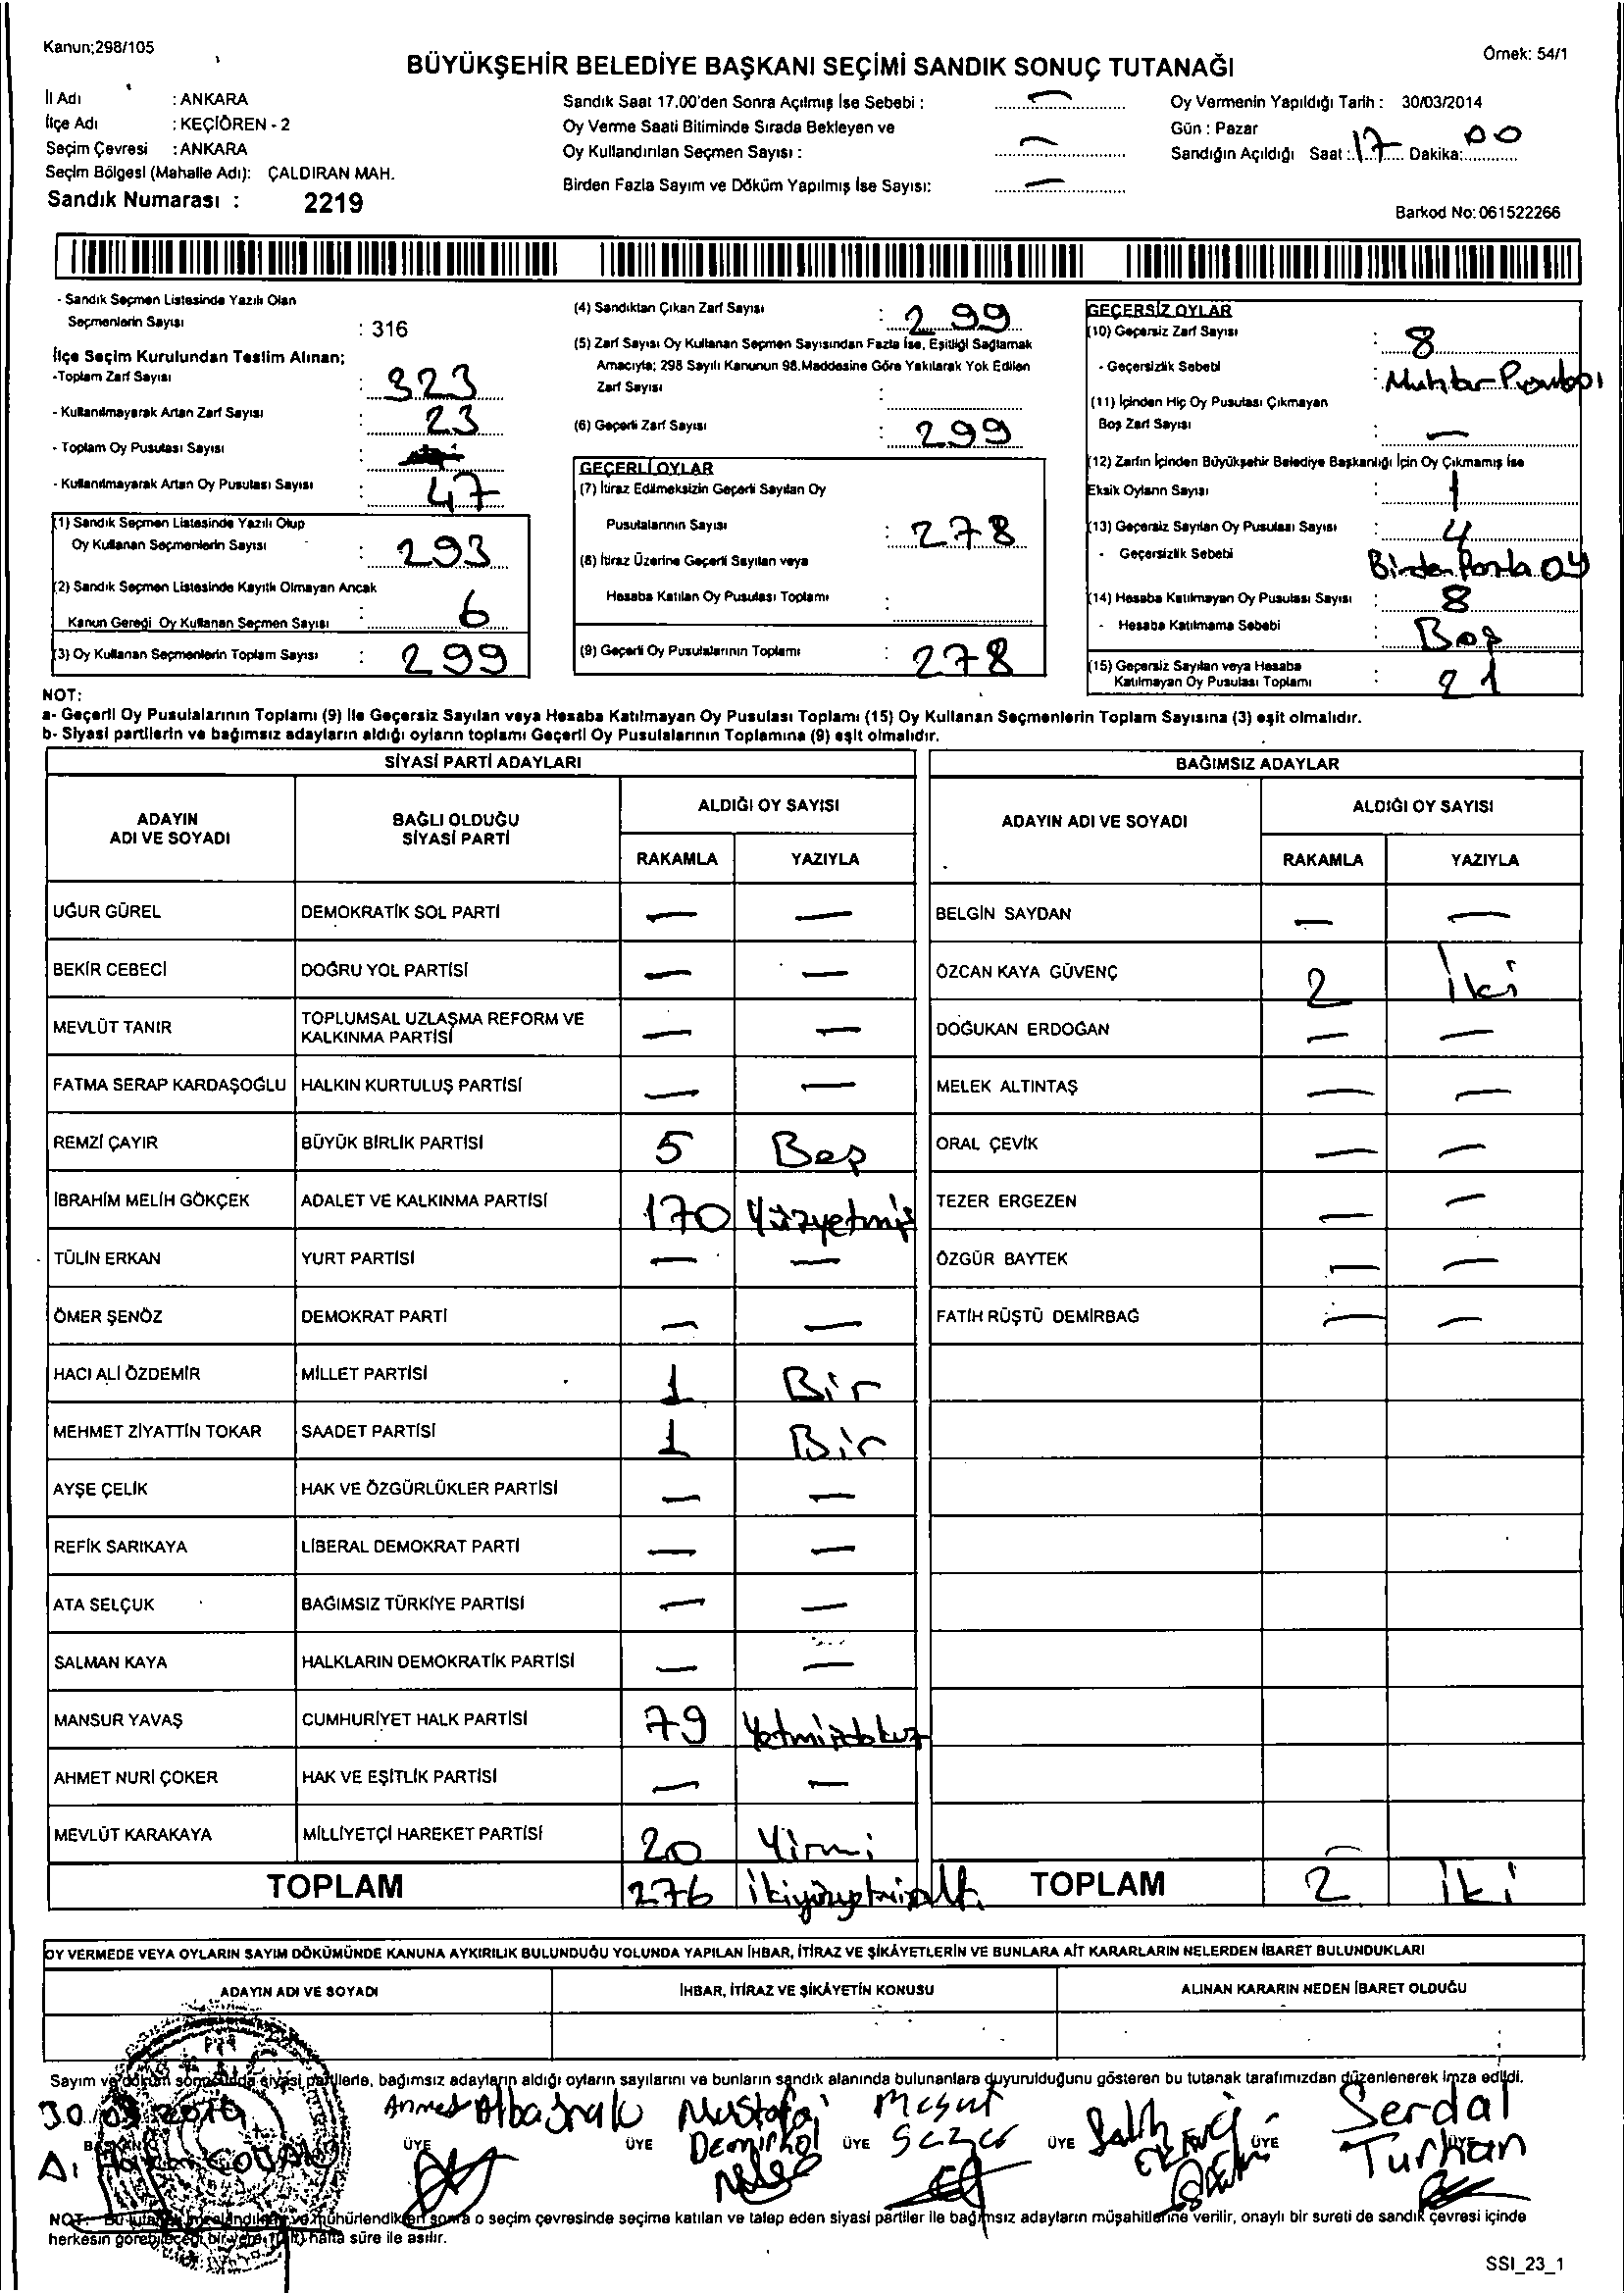 Kanun;298/105
Örnek: 54/1
BÜYÜKŞEHİR BELEDİYE BAŞKANI SEÇİMİ SANDIK SONUÇ TUTANAĞI
İl Adı : ANKARA
İlçe Adı : KEÇİÖREN - 2
Seçim Çevresi : ANKARA
Seçim Bölgesi (Mahalle Adı): ÇALDIRAN MAH.
Sandık Numarası : 2219
Sandık Saat 17.00'den Sonra Açılmış İse Sebebi : —
Oy Verme Saati Bitiminde Sırada Bekleyen ve
Oy Kullandırılan Seçmen Sayısı : —
Birden Fazla Sayım ve Döküm Yapılmış İse Sayısı: —
Oy Vermenin Yapıldığı Tarih : 30/03/2014
Gün : Pazar
Sandığın Açıldığı Saat : 17 Dakika: 00
Barkod No: 061522266
- Sandık Seçmen Listesinde Yazılı Olan
Seçmenlerin Sayısı : 316
İlçe Seçim Kurulundan Teslim Alınan;
-Toplam Zarf Sayısı : 323
- Kullanılmayarak Artan Zarf Sayısı : 23
- Toplam Oy Pusulası Sayısı :
- Kullanılmayarak Artan Oy Pusulası Sayısı : 47
(1) Sandık Seçmen Listesinde Yazılı Olup
Oy Kullanan Seçmenlerin Sayısı : 293
(2) Sandık Seçmen Listesinde Kayıtlı Olmayan Ancak
Kanun Gereği Oy Kullanan Seçmen Sayısı : 6
(3) Oy Kullanan Seçmenlerin Toplam Sayısı : 299
(4) Sandıktan Çıkan Zarf Sayısı : 299
(5) Zarf Sayısı Oy Kullanan Seçmen Sayısından Fazla İse, Eşitliği Sağlamak
Amacıyla; 298 Sayılı Kanunun 98.Maddesine Göre Yakılarak Yok Edilen
Zarf Sayısı :
(6) Geçerli Zarf Sayısı : 299
GEÇERLİ OYLAR
(7) İtiraz Edilmeksizin Geçerli Sayılan Oy
Pusulalarının Sayısı : 278
(8) İtiraz Üzerine Geçerli Sayılan veya
Hesaba Katılan Oy Pusulası Toplamı :
(9) Geçerli Oy Pusulalarının Toplamı : 278
GEÇERSİZ OYLAR
(10) Geçersiz Zarf Sayısı : 8
- Geçersizlik Sebebi : Muhtar
(11) İçinden Hiç Oy Pusulası Çıkmayan
Boş Zarf Sayısı : —
(12) Zarfın İçinden Büyükşehir Belediye Başkanlığı İçin Oy Çıkmamış İse
Eksik Oyların Sayısı : 1
(13) Geçersiz Sayılan Oy Pusulası Sayısı : 4
- Geçersizlik Sebebi : Birden Fazla OY
(14) Hesaba Katılmayan Oy Pusulası Sayısı : 8
- Hesaba Katılmama Sebebi : Boş
(15) Geçersiz Sayılan veya Hesaba
Katılmayan Oy Pusulası Toplamı : 21
NOT:
a- Geçerli Oy Pusulalarının Toplamı (9) ile Geçersiz Sayılan veya Hesaba Katılmayan Oy Pusulası Toplamı (15) Oy Kullanan Seçmenlerin Toplam Sayısına (3) eşit olmalıdır.
b- Siyasi partilerin ve bağımsız adayların aldığı oyların toplamı Geçerli Oy Pusulalarının Toplamına (9) eşit olmalıdır.
SİYASİ PARTİ ADAYLARI
ADAYIN ADI VE SOYADI
BAĞLI OLDUĞU SİYASİ PARTİ
ALDIĞI OY SAYISI
RAKAMLA YAZIYLA
UĞUR GÜREL DEMOKRATİK SOL PARTİ — —
BEKİR CEBECİ DOĞRU YOL PARTİSİ — —
MEVLÜT TANIR TOPLUMSAL UZLAŞMA REFORM VE KALKINMA PARTİSİ — —
FATMA SERAP KARDAŞOĞLU HALKIN KURTULUŞ PARTİSİ — —
REMZİ ÇAYIR BÜYÜK BİRLİK PARTİSİ 5 Beş
İBRAHİM MELİH GÖKÇEK ADALET VE KALKINMA PARTİSİ 170 Yüzyetmiş
TÜLİN ERKAN YURT PARTİSİ — —
ÖMER ŞENÖZ DEMOKRAT PARTİ — —
HACI ALİ ÖZDEMİR MİLLET PARTİSİ 1 Bir
MEHMET ZİYATTİN TOKAR SAADET PARTİSİ 1 Bir
AYŞE ÇELİK HAK VE ÖZGÜRLÜKLER PARTİSİ — —
REFİK SARIKAYA LİBERAL DEMOKRAT PARTİ — —
ATA SELÇUK BAĞIMSIZ TÜRKİYE PARTİSİ — —
SALMAN KAYA HALKLARIN DEMOKRATİK PARTİSİ — —
MANSUR YAVAŞ CUMHURİYET HALK PARTİSİ 79 Yetmişdokuz
AHMET NURİ ÇOKER HAK VE EŞİTLİK PARTİSİ — —
MEVLÜT KARAKAYA MİLLİYETÇİ HAREKET PARTİSİ 20 Yirmi
TOPLAM 276 İkiyüzyetmişaltı
BAĞIMSIZ ADAYLAR
ADAYIN ADI VE SOYADI
ALDIĞI OY SAYISI
RAKAMLA YAZIYLA
BELGİN SAYDAN — —
ÖZCAN KAYA GÜVENÇ 2 İki
DOĞUKAN ERDOĞAN — —
MELEK ALTINTAŞ — —
ORAL ÇEVİK — —
TEZER ERGEZEN — —
ÖZGÜR BAYTEK — —
FATİH RÜŞTÜ DEMİRBAĞ — —
TOPLAM 2 İki
OY VERMEDE VEYA OYLARIN SAYIM DÖKÜMÜNDE KANUNA AYKIRILIK BULUNDUĞU YOLUNDA YAPILAN İHBAR, İTİRAZ VE ŞİKÂYETLERİN VE BUNLARA AİT KARARLARIN NELERDEN İBARET BULUNDUKLARI
ADAYIN ADI VE SOYADI
İHBAR, İTİRAZ VE ŞİKÂYETİN KONUSU
ALINAN KARARIN NEDEN İBARET OLDUĞU
Sayım ve döküm sonucunda siyasi partilerle, bağımsız adayların aldığı oyların sayılarını ve bunların sandık alanında bulunanlara duyurulduğunu gösteren bu tutanak tarafımızdan düzenlenerek imza edildi.
30.03.2014
BAŞKAN
ÜYE Ahmet Albayrak
ÜYE Mustafa Demirkol
ÜYE Mesut Sezer
ÜYE Salih
ÜYE Serdal Turkan
NOT: Bu tutanak imzalandıktan ve mühürlendikten sonra o seçim çevresinde seçime katılan ve talep eden siyasi partiler ile bağımsız adayların müşahitlerine verilir, onaylı bir sureti de sandık çevresi içinde
herkesin görebileceği bir yere 1 (bir) hafta süre ile asılır.
SSI_23_1